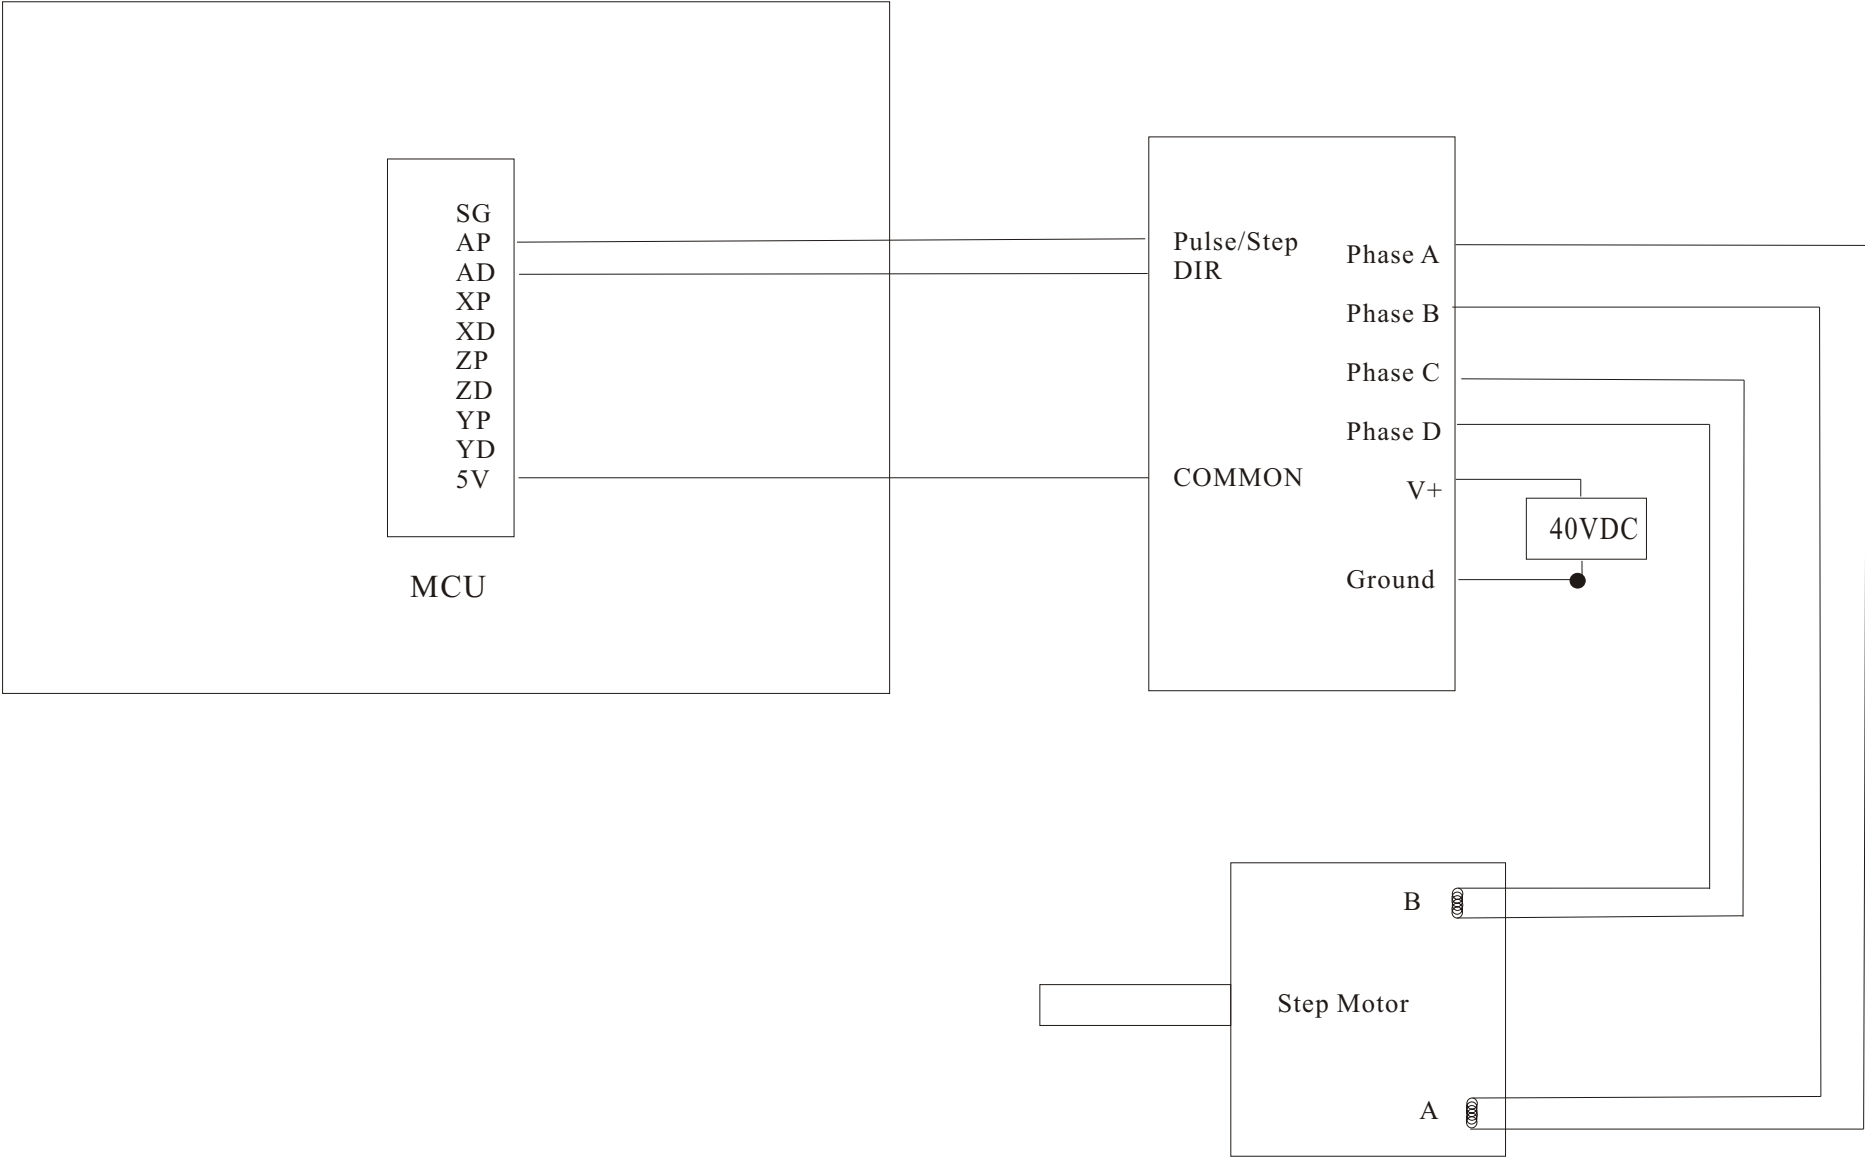 SG
AP
AD
XP
XD
ZP
ZD
YP
YD
5V
MCU
Pulse/Step
DIR
COMMON
Phase A
Phase B
Phase C
Phase D
V+
Ground
40VDC
B
Step Motor
A